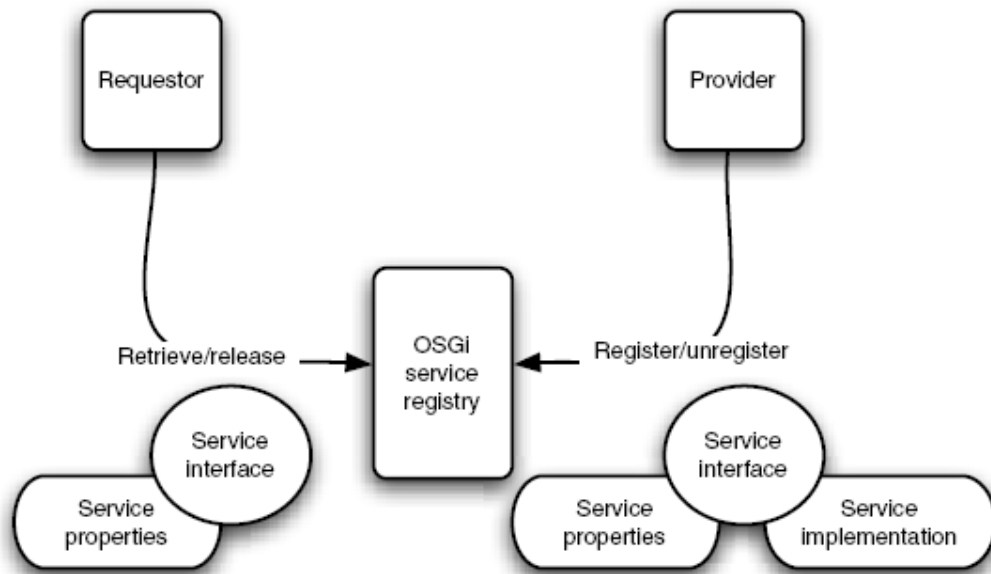 Requestor
Provider
OSGi
service
registry
Retrieve/release
Register/unregister
Service
interface
Service
properties
Service
interface
Service
properties
Service
implementation